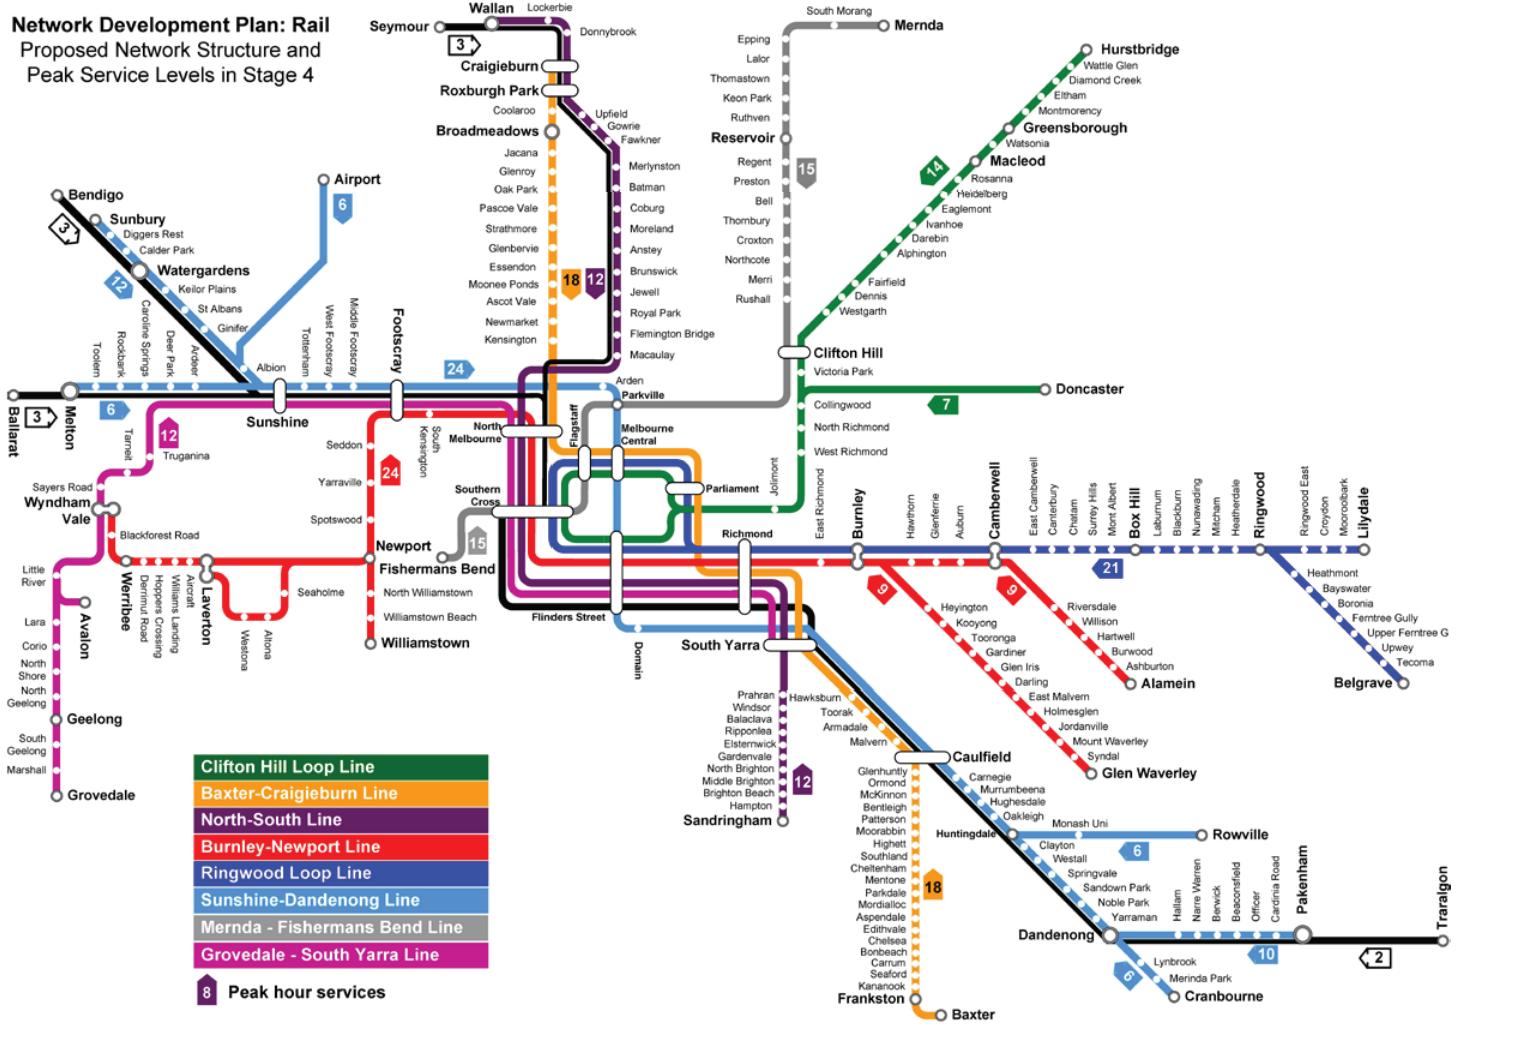 Network Development Plan: Rail
Proposed Network Structure and
Peak Service Levels in Stage 4
Seymour
Wallan
Lockerbie
Donnybrook
3
Craigieburn
Roxburgh Park
Coolaroo
Broadmeadows
Jacana
Glenroy
Oak Park
Pascoe Vale
Strathmore
Glenbervie
Essendon
Moonee Ponds
Ascot Vale
Newmarket
Kensington
18
12
Upfield
Gowrie
Fawkner
Merlynston
Batman
Coburg
Moreland
Anstey
Brunswick
Jewell
Royal Park
Flemington Bridge
Macaulay
South Morang
Mernda
Epping
Lalor
Thomastown
Keon Park
Ruthven
Reservoir
Regent
Preston
Bell
Thornbury
Croxton
Northcote
Merri
Rushall
15
Hurstbridge
Wattle Glen
Diamond Creek
Eltham
Montmorency
Greensborough
Watsonia
Macleod
Rosanna
Heidelberg
Eaglemont
Ivanhoe
Darebin
Alphington
Fairfield
Dennis
Westgarth
14
Clifton Hill
Victoria Park
Collingwood
North Richmond
West Richmond
Jolimont
Doncaster
7
Bendigo
3
Sunbury
Diggers Rest
Calder Park
Watergardens
Keilor Plains
St Albans
Ginifer
Albion
12
Airport
6
Ballarat
3
Melton
6
Toolern
Rockbank
Caroline Springs
Deer Park
Ardeer
Sunshine
Tottenham
West Footscray
Middle Footscray
Footscray
24
Arden
Parkville
Flagstaff
Melbourne
Central
North
Melbourne
Southern
Cross
Parliament
Richmond
Flinders Street
Domain
South Yarra
South
Kensington
Seddon
Yarraville
Spotswood
24
Newport
Fishermans Bend
15
North Williamstown
Williamstown Beach
Williamstown
Seaholme
Altona
Westona
Laverton
Aircraft
Williams Landing
Hoppers Crossing
Derrimut Road
Werribee
Blackforest Road
Wyndham
Vale
Sayers Road
Tarneit
Truganina
12
Little
River
Avalon
Lara
Corio
North
Shore
North
Geelong
Geelong
South
Geelong
Marshall
Grovedale
East Richmond
Burnley
Hawthorn
Glenferrie
Auburn
Camberwell
East Camberwell
Canterbury
Chatam
Surrey Hills
Mont Albert
Box Hill
Laburnum
Blackburn
Nunawading
Mitcham
Heatherdale
Ringwood
Ringwood East
Croydon
Mooroolbark
Lilydale
21
Heathmont
Bayswater
Boronia
Ferntree Gully
Upper Ferntree G
Upwey
Tecoma
Belgrave
9
Riversdale
Willison
Hartwell
Burwood
Ashburton
Alamein
9
Heyington
Kooyong
Tooronga
Gardiner
Glen Iris
Darling
East Malvern
Holmesglen
Jordanville
Mount Waverley
Syndal
Glen Waverley
Prahran
Windsor
Balaclava
Ripponlea
Elsternwick
Gardenvale
North Brighton
Middle Brighton
Brighton Beach
Hampton
Sandringham
12
Hawksburn
Toorak
Armadale
Malvern
Caulfield
Glenhuntly
Ormond
McKinnon
Bentleigh
Patterson
Moorabbin
Highett
Southland
Cheltenham
Mentone
Parkdale
Mordialloc
Aspendale
Edithvale
Chelsea
Bonbeach
Carrum
Seaford
Kananook
Frankston
Baxter
18
Carnegie
Murrumbeena
Hughesdale
Oakleigh
Huntingdale
Monash Uni
Rowville
6
Clayton
Westall
Springvale
Sandown Park
Noble Park
Yarraman
Dandenong
Hallam
Narre Warren
Berwick
Beaconsfield
Officer
Cardinia Road
Pakenham
Traralgon
10
2
6
Lynbrook
Merinda Park
Cranbourne
Clifton Hill Loop Line
Baxter-Craigieburn Line
North-South Line
Burnley-Newport Line
Ringwood Loop Line
Sunshine-Dandenong Line
Mernda - Fishermans Bend Line
Grovedale - South Yarra Line
8
Peak hour services